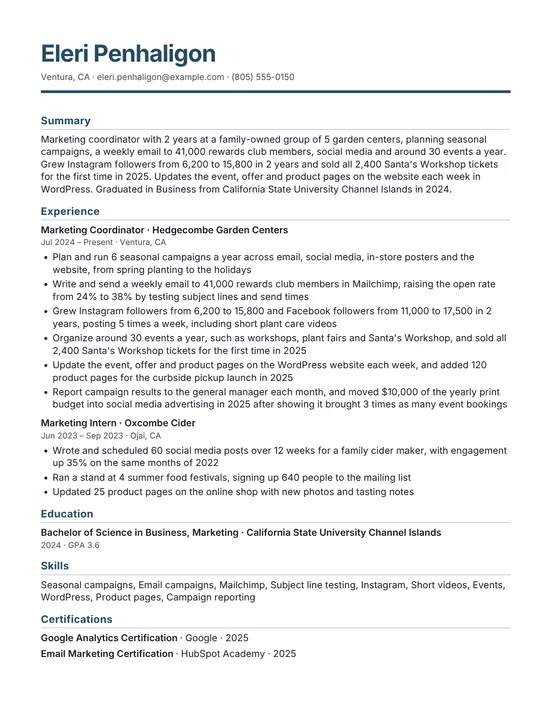 Eleri Penhaligon
Ventura, CA · eleri.penhaligon@example.com · (805) 555-0150
Summary
Marketing coordinator with 2 years at a family-owned group of 5 garden centers, planning seasonal
campaigns, a weekly email to 41,000 rewards club members, social media and around 30 events a year.
Grew Instagram followers from 6,200 to 15,800 in 2 years and sold all 2,400 Santa's Workshop tickets
for the first time in 2025. Updates the event, offer and product pages on the website each week in
WordPress. Graduated in Business from California State University Channel Islands in 2024.
Experience
Marketing Coordinator · Hedgecombe Garden Centers
Jul 2024 – Present · Ventura, CA
• Plan and run 6 seasonal campaigns a year across email, social media, in-store posters and the
website, from spring planting to the holidays
• Write and send a weekly email to 41,000 rewards club members in Mailchimp, raising the open rate
from 24% to 38% by testing subject lines and send times
• Grew Instagram followers from 6,200 to 15,800 and Facebook followers from 11,000 to 17,500 in 2
years, posting 5 times a week, including short plant care videos
• Organize around 30 events a year, such as workshops, plant fairs and Santa's Workshop, and sold all
2,400 Santa's Workshop tickets for the first time in 2025
• Update the event, offer and product pages on the WordPress website each week, and added 120
product pages for the curbside pickup launch in 2025
• Report campaign results to the general manager each month, and moved $10,000 of the yearly print
budget into social media advertising in 2025 after showing it brought 3 times as many event bookings
Marketing Intern · Oxcombe Cider
Jun 2023 – Sep 2023 · Ojai, CA
• Wrote and scheduled 60 social media posts over 12 weeks for a family cider maker, with engagement
up 35% on the same months of 2022
• Ran a stand at 4 summer food festivals, signing up 640 people to the mailing list
• Updated 25 product pages on the online shop with new photos and tasting notes
Education
Bachelor of Science in Business, Marketing · California State University Channel Islands
2024 · GPA 3.6
Skills
Seasonal campaigns, Email campaigns, Mailchimp, Subject line testing, Instagram, Short videos, Events,
WordPress, Product pages, Campaign reporting
Certifications
Google Analytics Certification · Google · 2025
Email Marketing Certification · HubSpot Academy · 2025